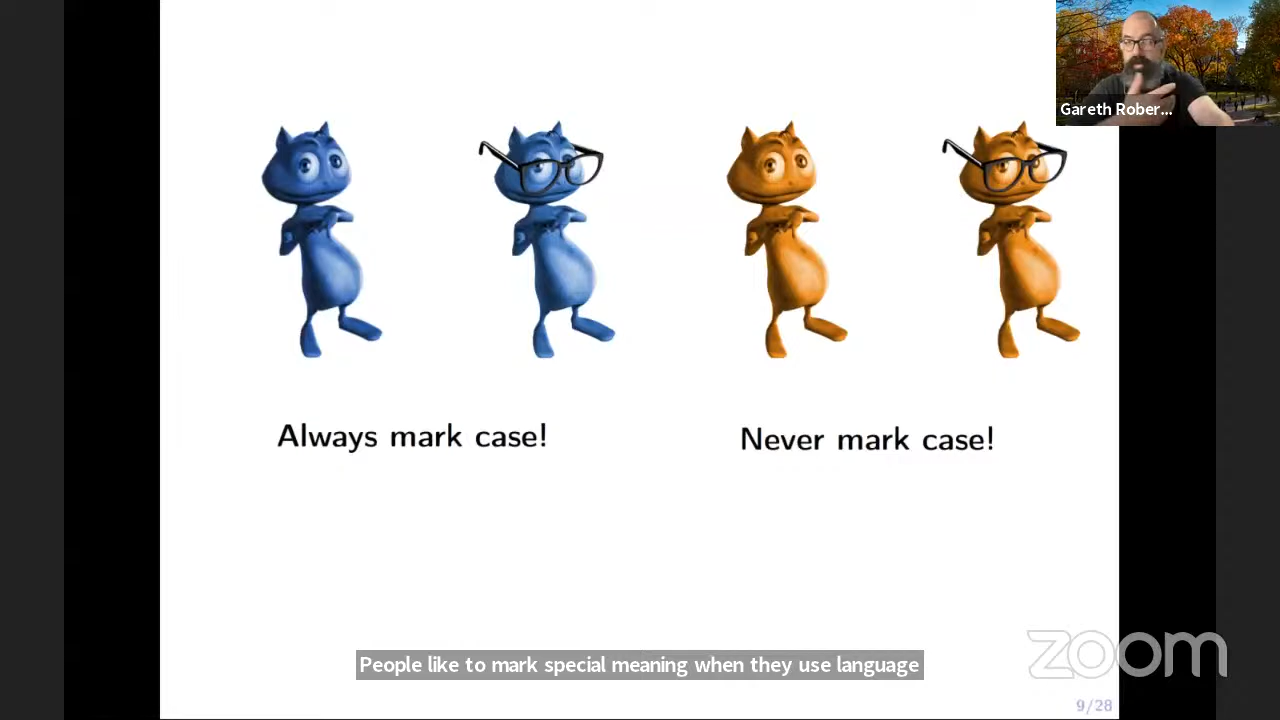 Gareth Rober...
Always mark case!
Never mark case!
People like to mark special meaning when they use language
zoom
9/28